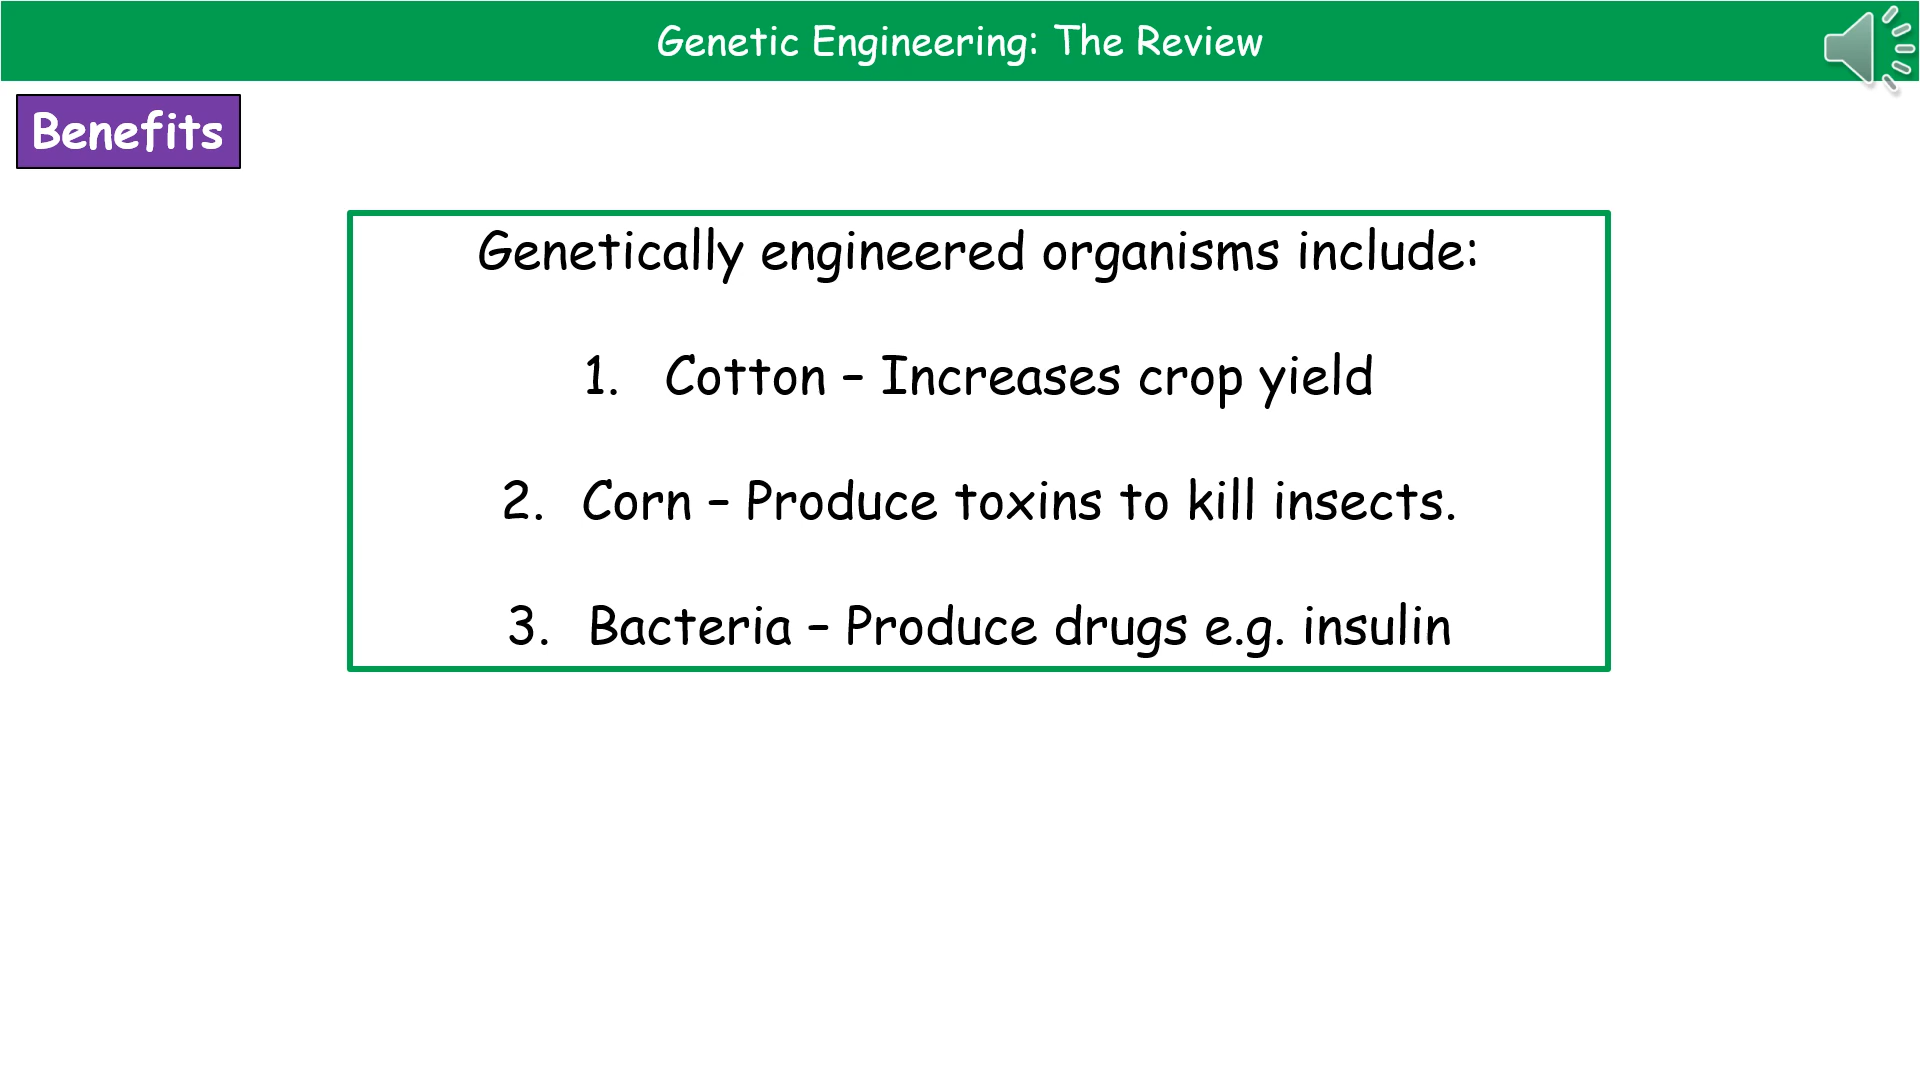 Genetic Engineering: The Review
Benefits
Genetically engineered organisms include:
1. Cotton – Increases crop yield
2. Corn – Produce toxins to kill insects.
3. Bacteria – Produce drugs e.g. insulin